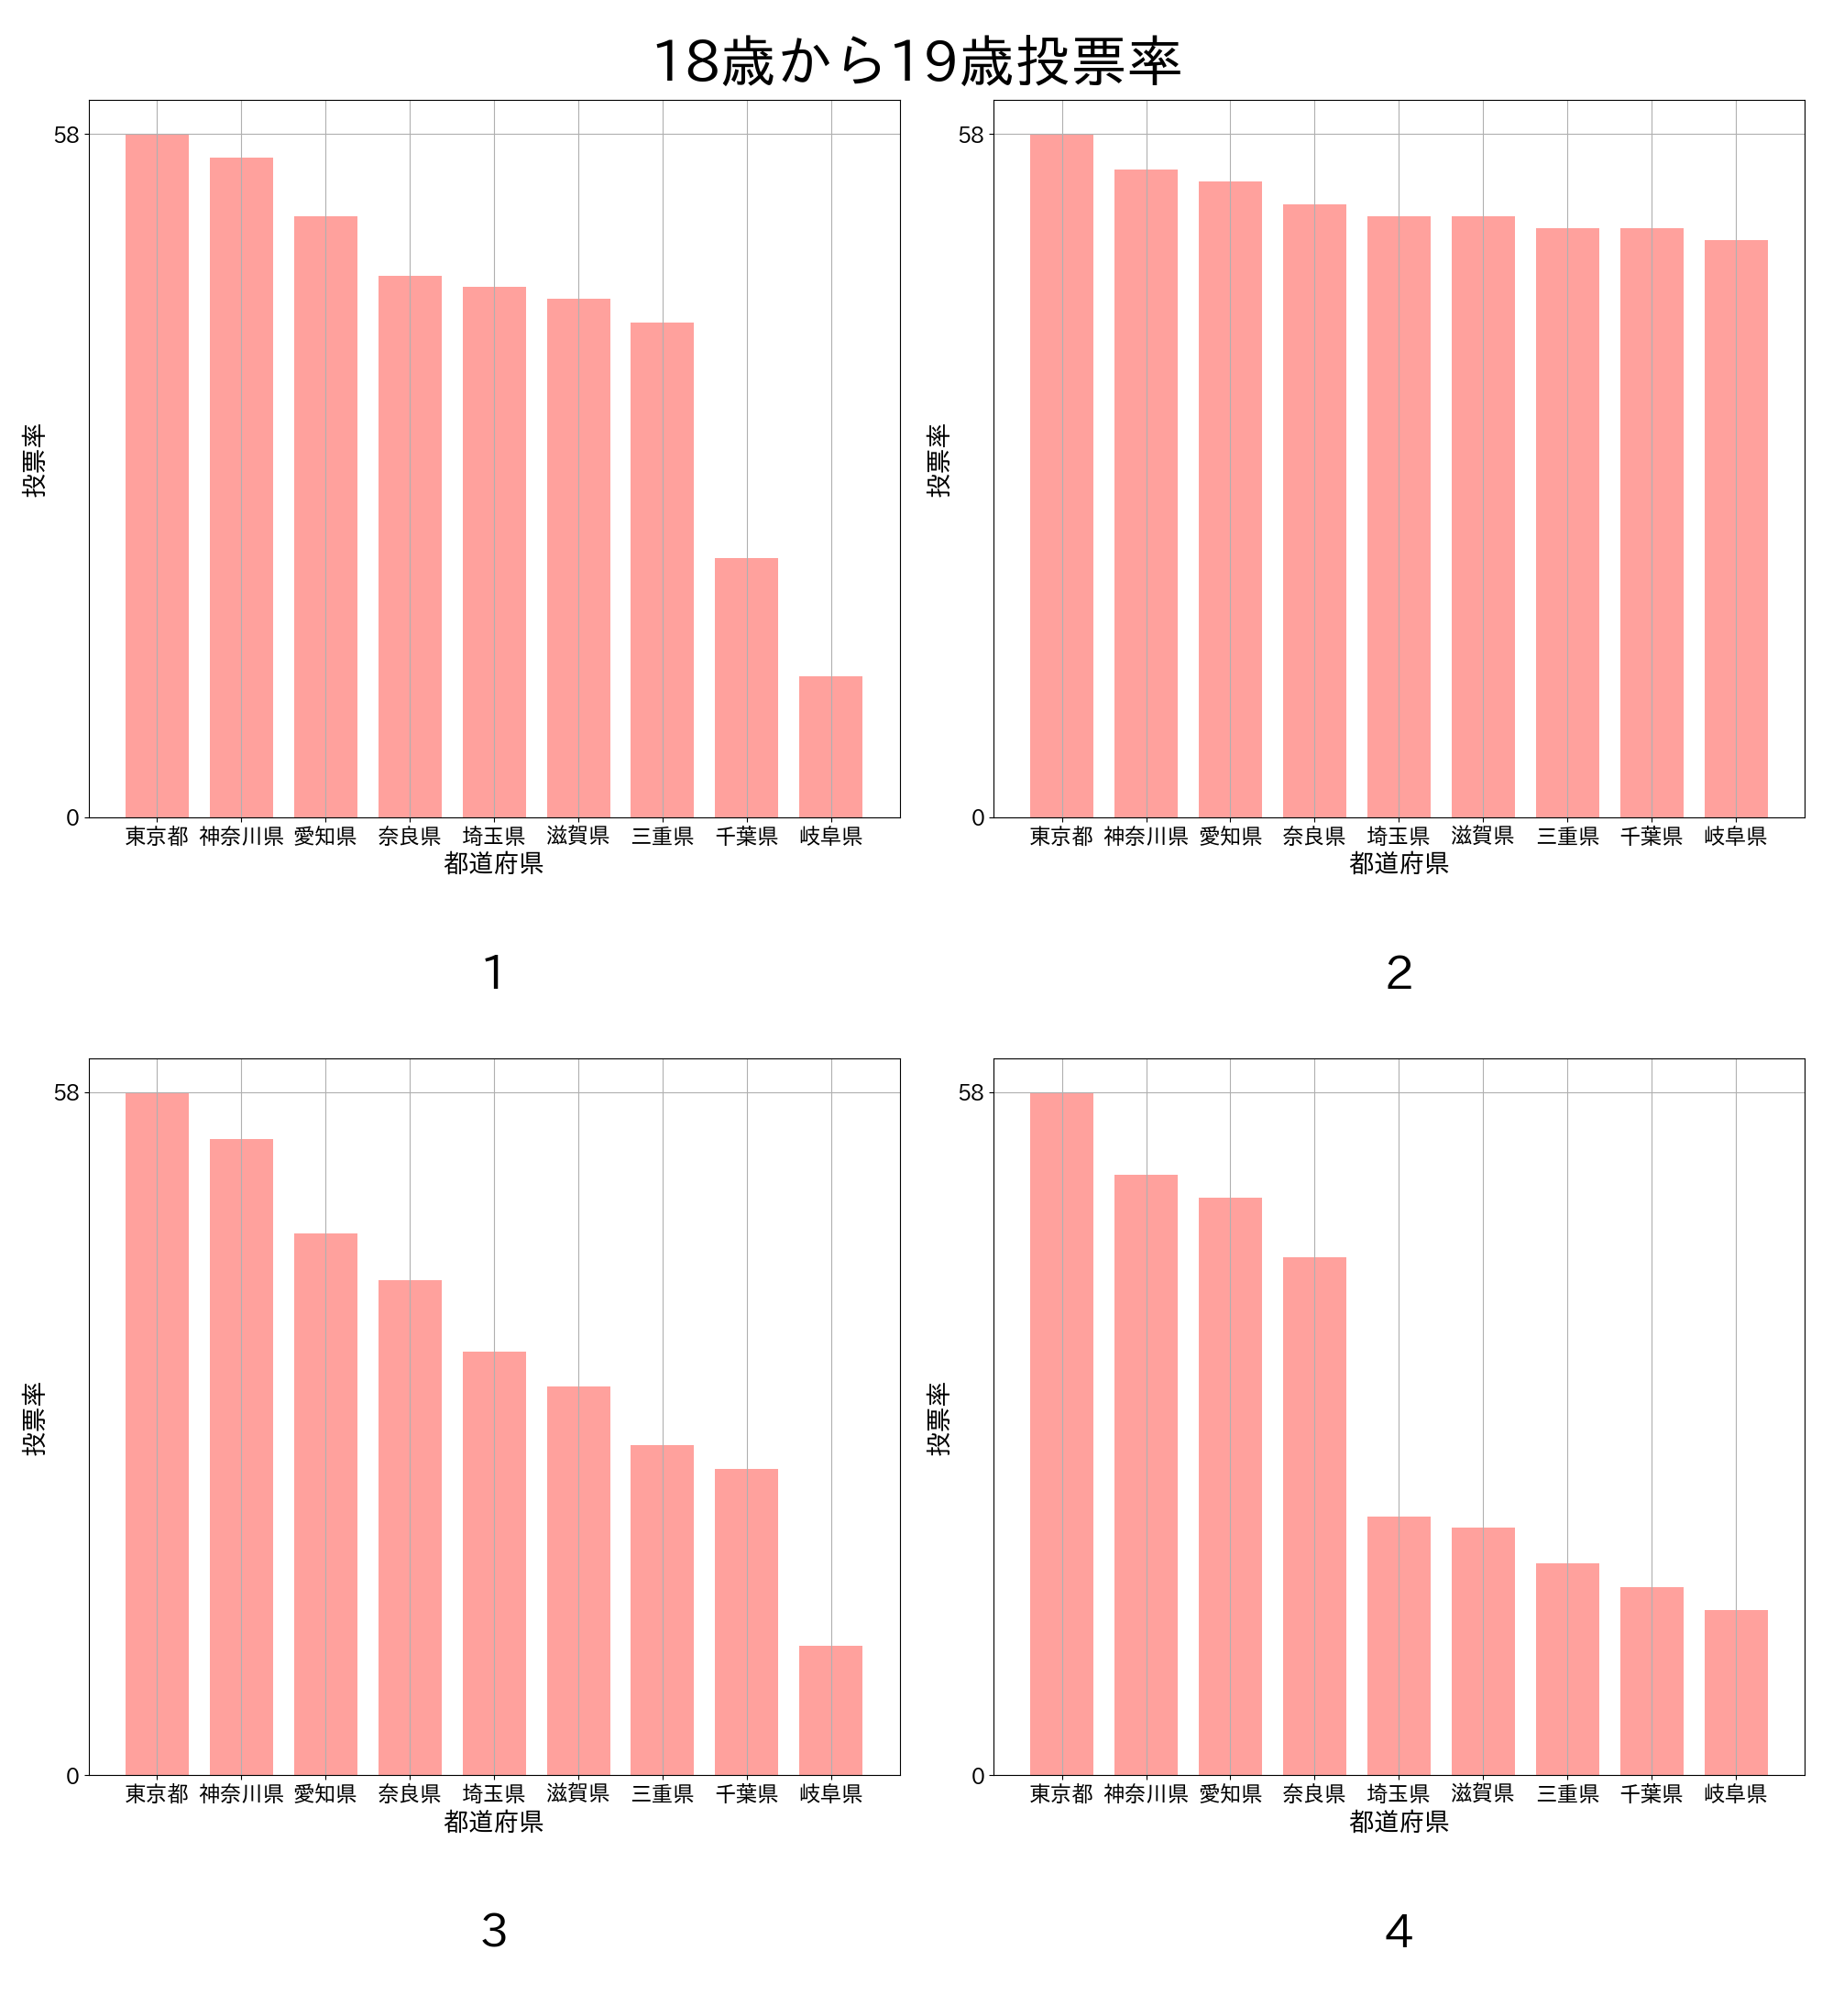 18歳から19歳投票率
58
0
投票率
東京都 神奈川県 愛知県 奈良県 埼玉県 滋賀県 三重県 千葉県 岐阜県
都道府県
1
58
0
投票率
東京都 神奈川県 愛知県 奈良県 埼玉県 滋賀県 三重県 千葉県 岐阜県
都道府県
2
58
0
投票率
東京都 神奈川県 愛知県 奈良県 埼玉県 滋賀県 三重県 千葉県 岐阜県
都道府県
3
58
0
投票率
東京都 神奈川県 愛知県 奈良県 埼玉県 滋賀県 三重県 千葉県 岐阜県
都道府県
4